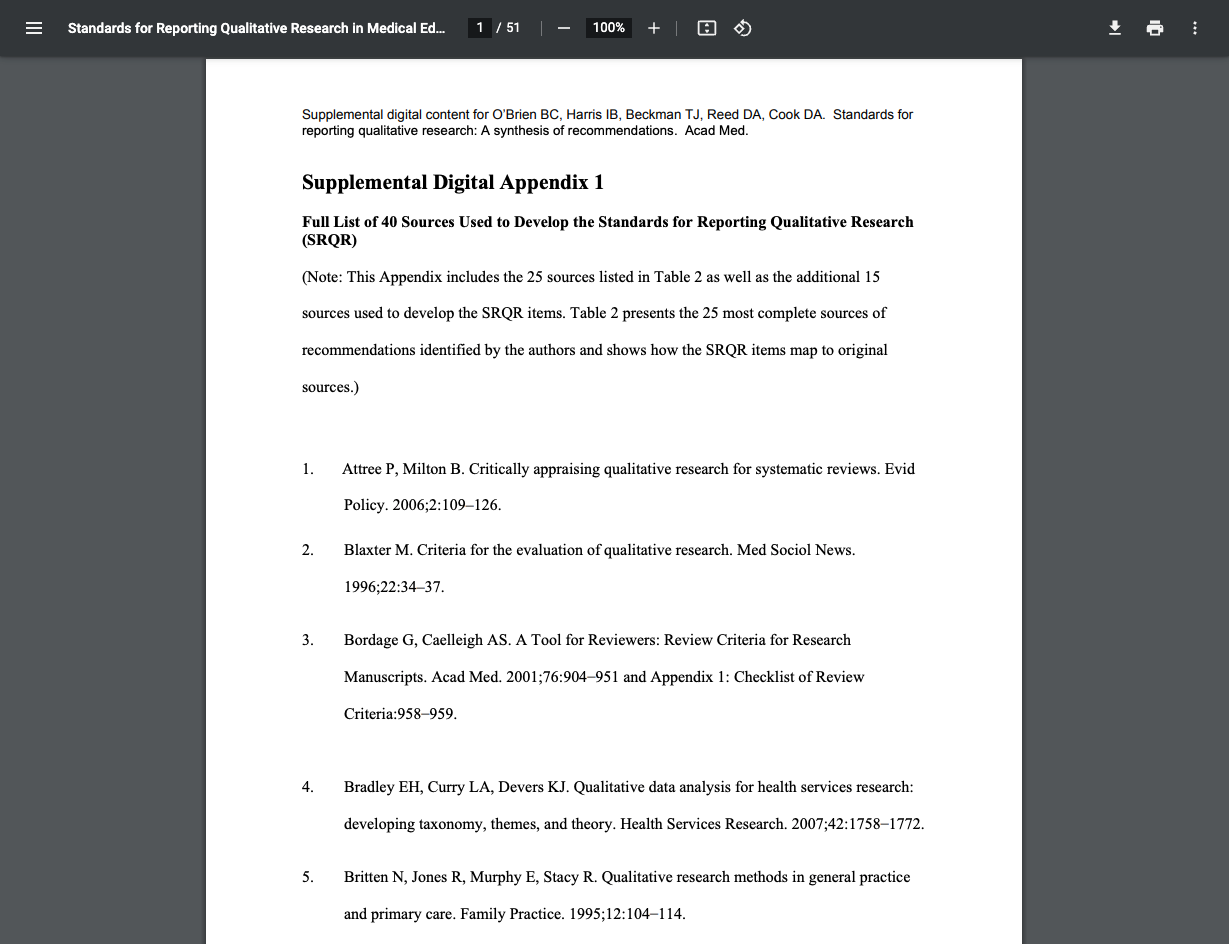 Standards for Reporting Qualitative Research in Medical Ed...
1 / 51
100%
Supplemental digital content for O'Brien BC, Harris IB, Beckman TJ, Reed DA, Cook DA. Standards for
reporting qualitative research: A synthesis of recommendations. Acad Med.
Supplemental Digital Appendix 1
Full List of 40 Sources Used to Develop the Standards for Reporting Qualitative Research
(SRQR)
(Note: This Appendix includes the 25 sources listed in Table 2 as well as the additional 15
sources used to develop the SRQR items. Table 2 presents the 25 most complete sources of
recommendations identified by the authors and shows how the SRQR items map to original
sources.)
1. Attree P, Milton B. Critically appraising qualitative research for systematic reviews. Evid
Policy. 2006;2:109–126.
2. Blaxter M. Criteria for the evaluation of qualitative research. Med Sociol News.
1996;22:34–37.
3. Bordage G, Caelleigh AS. A Tool for Reviewers: Review Criteria for Research
Manuscripts. Acad Med. 2001;76:904–951 and Appendix 1: Checklist of Review
Criteria:958–959.
4. Bradley EH, Curry LA, Devers KJ. Qualitative data analysis for health services research:
developing taxonomy, themes, and theory. Health Services Research. 2007;42:1758–1772.
5. Britten N, Jones R, Murphy E, Stacy R. Qualitative research methods in general practice
and primary care. Family Practice. 1995;12:104–114.